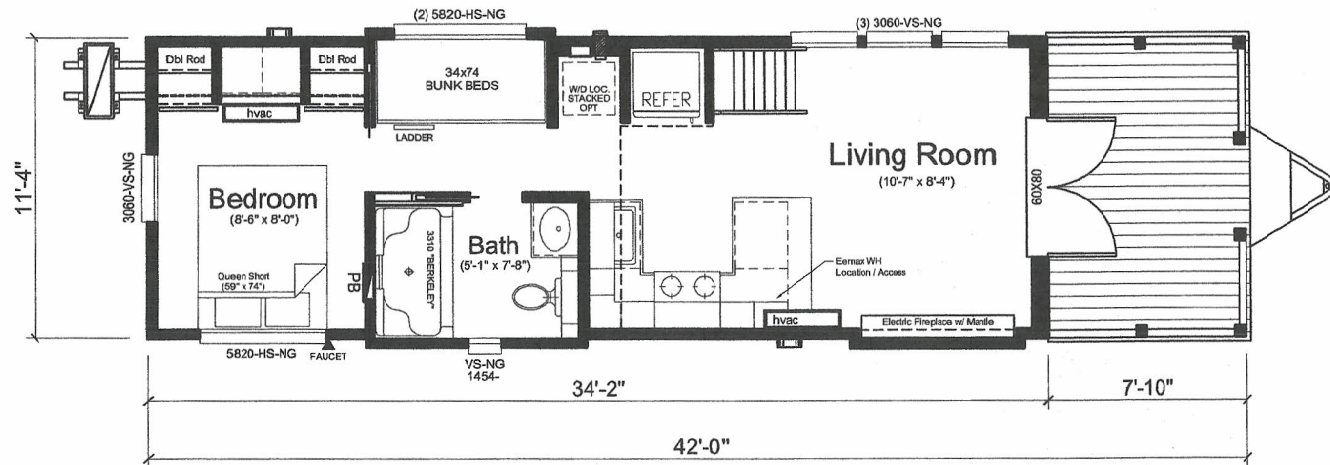 (2) 5820-HS-NG
(3) 3060-VS-NG
Dbl Rod
Dbl Rod
34x74
BUNK BEDS
W/D LOC.
STACKED
OPT
REFER
hvac
LADDER
11'-4"
3060-VS-NG
Bedroom
(8'-6" x 8'-0")
Living Room
(10'-7" x 8'-4")
60X80
Queen Short
(59" x 74")
PB
3310 "BERKELEY"
Bath
(5'-1" x 7'-8")
Eemax WH
Location / Access
hvac
Electric Fireplace w/ Mantle
5820-HS-NG
FAUCET
VS-NG
1454-
34'-2"
7'-10"
42'-0"